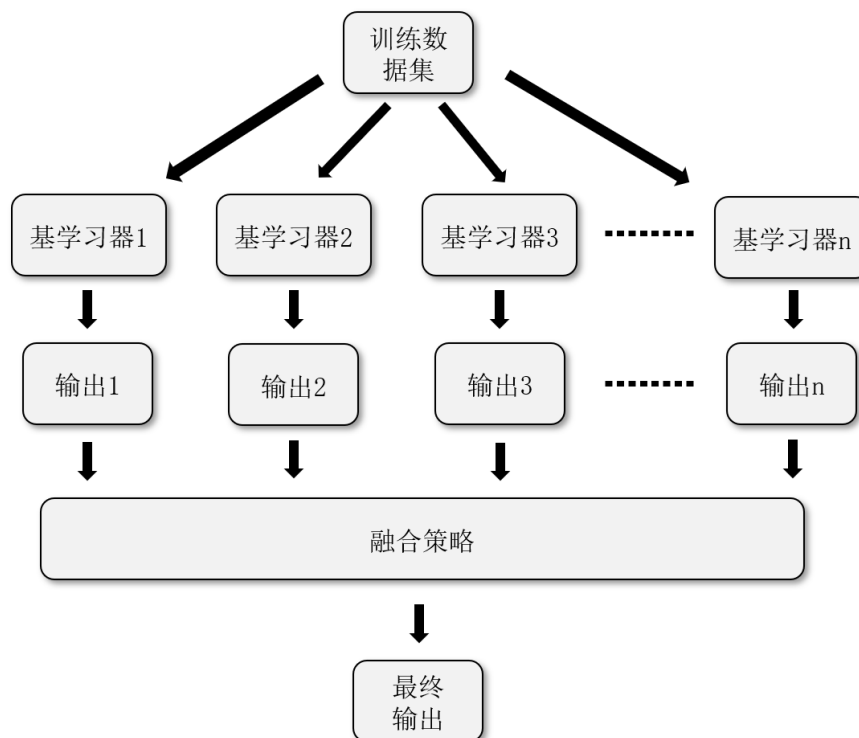 训练数
据集
基学习器1
基学习器2
基学习器3
基学习器n
输出1
输出2
输出3
输出n
融合策略
最终
输出